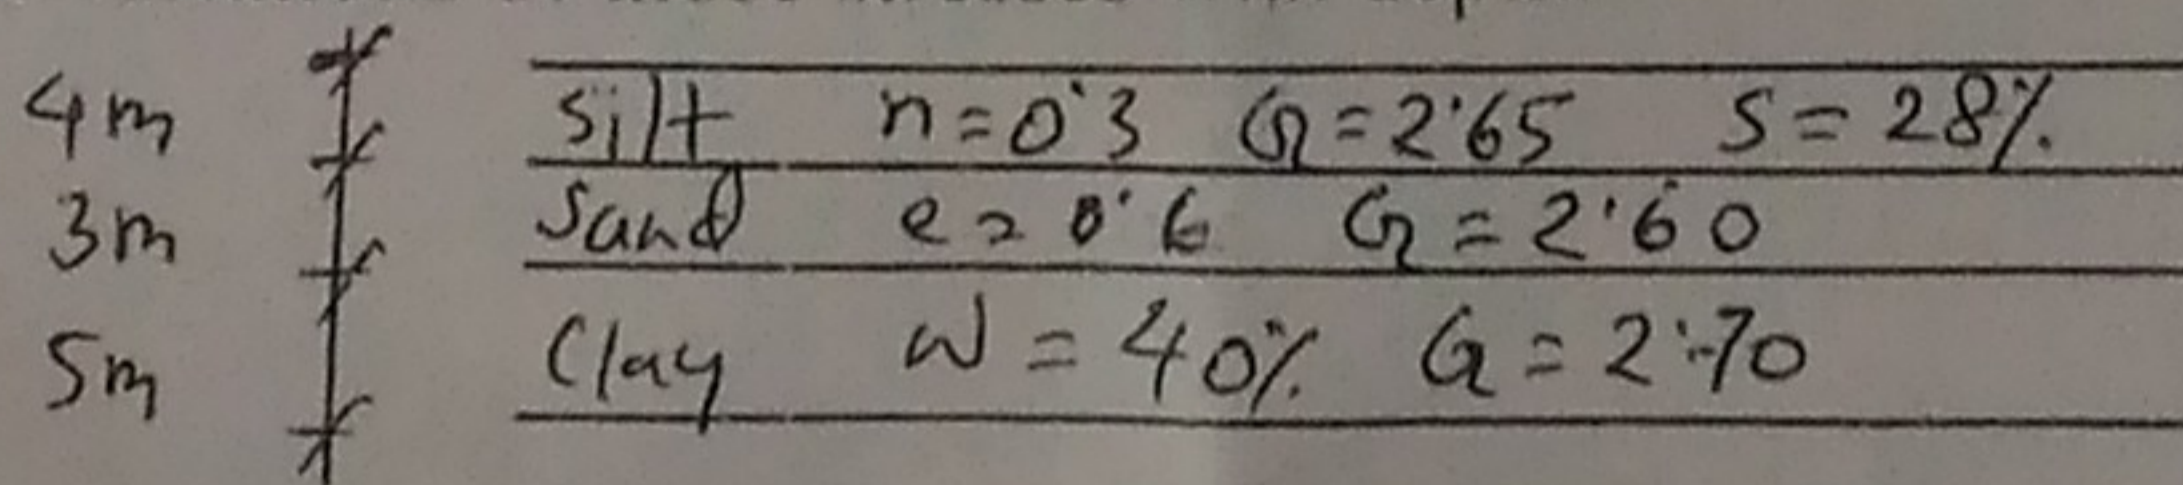 4m Silt n=0.3 G=2.65 S=28%.
3m Sand e=0.6 G=2.60
5m Clay W=40% G=2.70